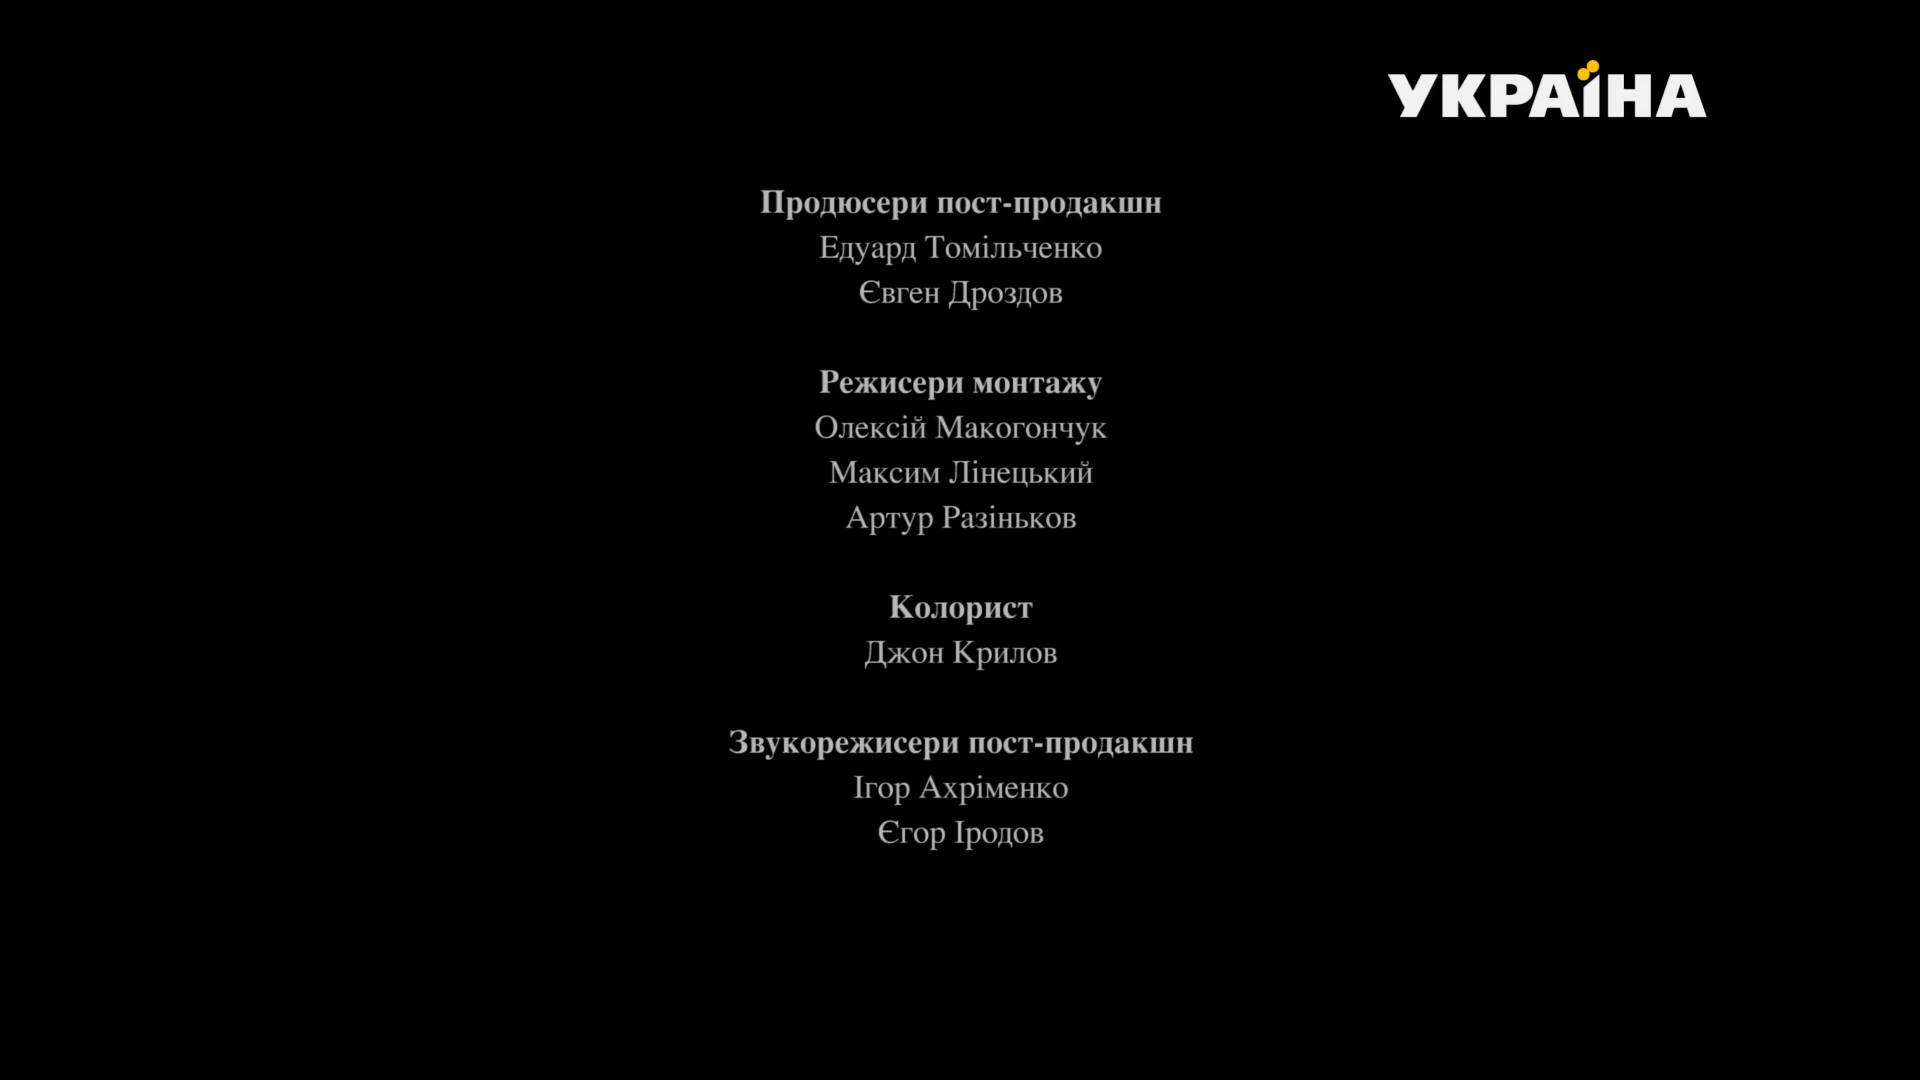 УКРАЇНА
Продюсери пост-продакшн
Едуард Томільченко
Євген Дроздов
Режисери монтажу
Олексій Макогончук
Максим Лінецький
Артур Разіньков
Колорист
Джон Крилов
Звукорежисери пост-продакшн
Ігор Ахріменко
Єгор Іродов